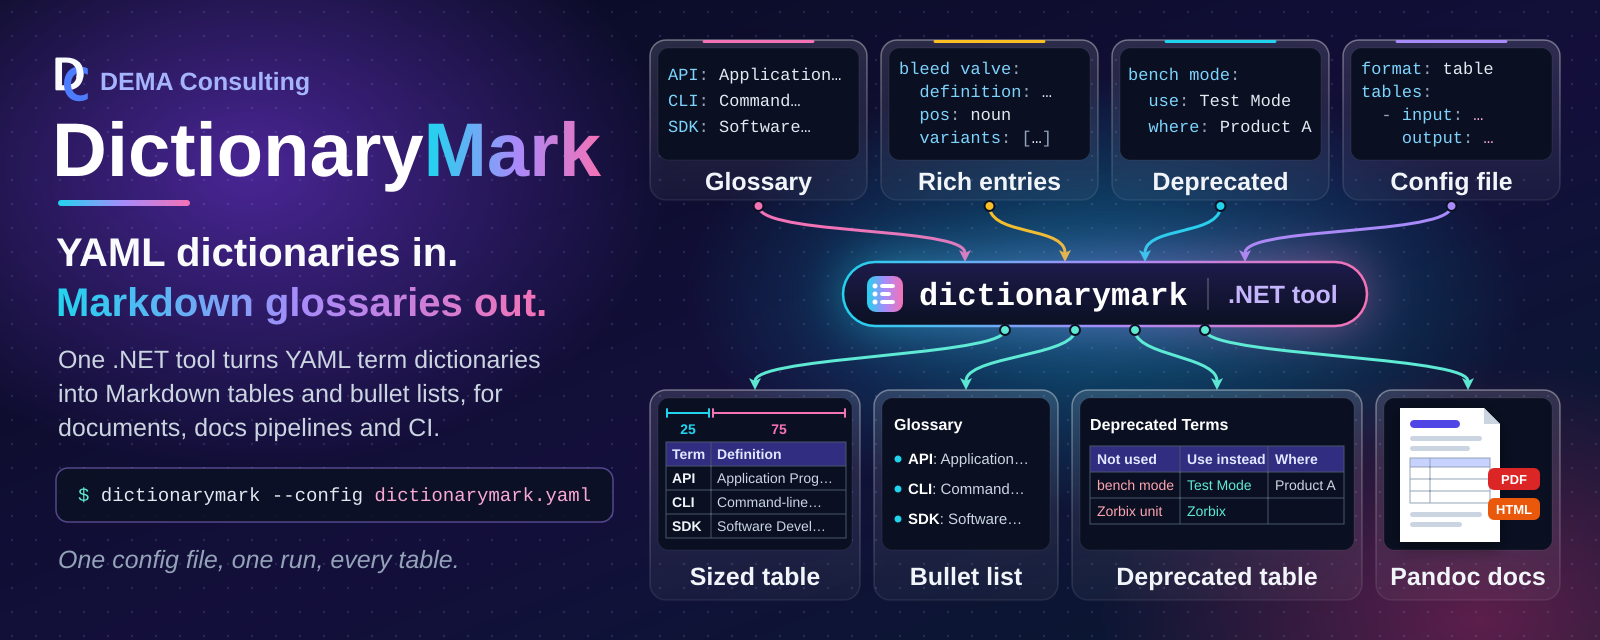 DC DEMA Consulting
DictionaryMark
YAML dictionaries in.
Markdown glossaries out.
One .NET tool turns YAML term dictionaries
into Markdown tables and bullet lists, for
documents, docs pipelines and CI.
$ dictionarymark --config dictionarymark.yaml
One config file, one run, every table.
API: Application…
CLI: Command…
SDK: Software…
Glossary
bleed valve:
definition: …
pos: noun
variants: […]
Rich entries
bench mode:
use: Test Mode
where: Product A
Deprecated
format: table
tables:
- input: …
output: …
Config file
dictionarymark | .NET tool
25 75
Term Definition
API Application Prog…
CLI Command-line…
SDK Software Devel…
Sized table
Glossary
• API: Application…
• CLI: Command…
• SDK: Software…
Bullet list
Deprecated Terms
Not used Use instead Where
bench mode Test Mode Product A
Zorbix unit Zorbix
Deprecated table
PDF
HTML
Pandoc docs